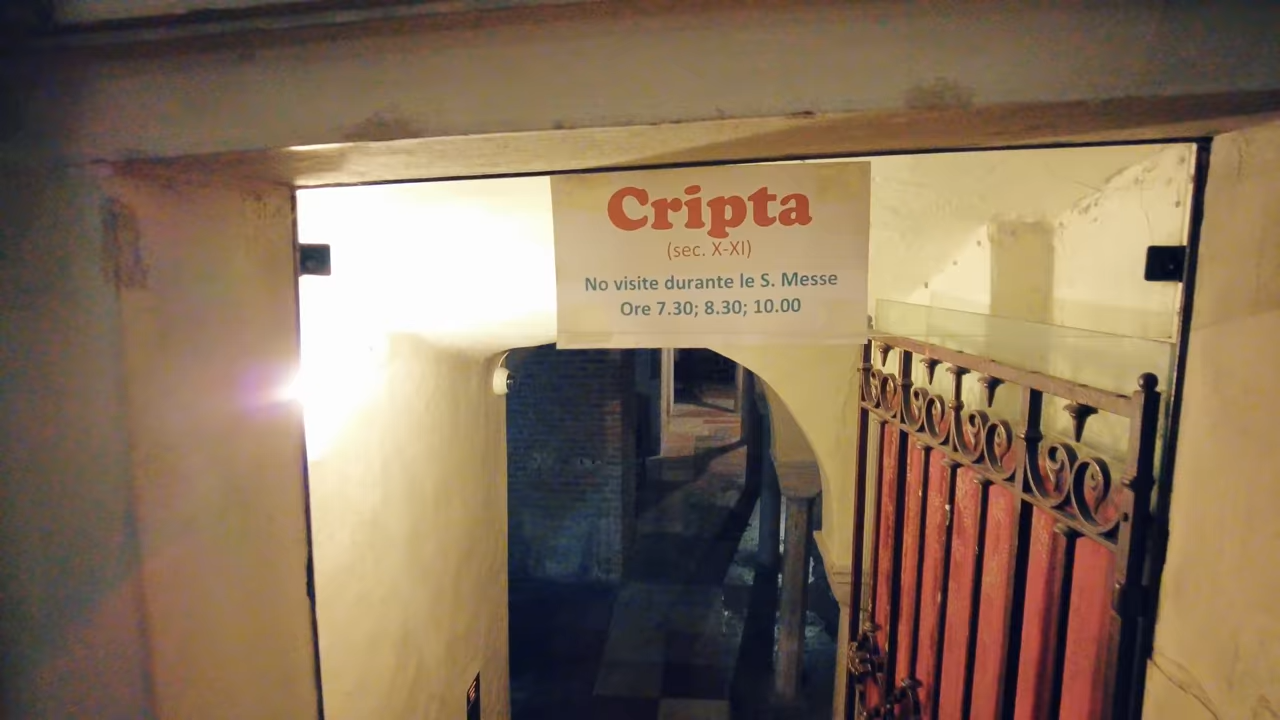 Cripta
(sec. X-XI)
No visite durante le S. Messe
Ore 7.30; 8.30; 10.00